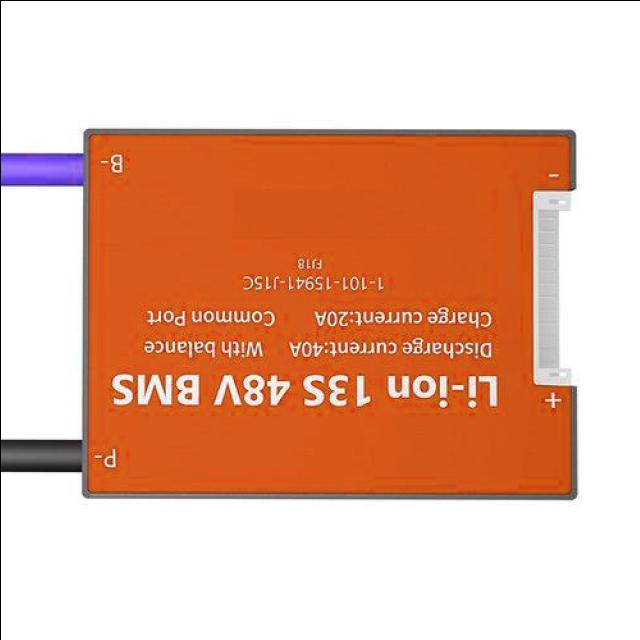 Li-ion 13S 48V BMS
Discharge current:40A With balance
Charge current:20A Common Port
1-101-15941-J15C
FJ18
P-
B-
+
-